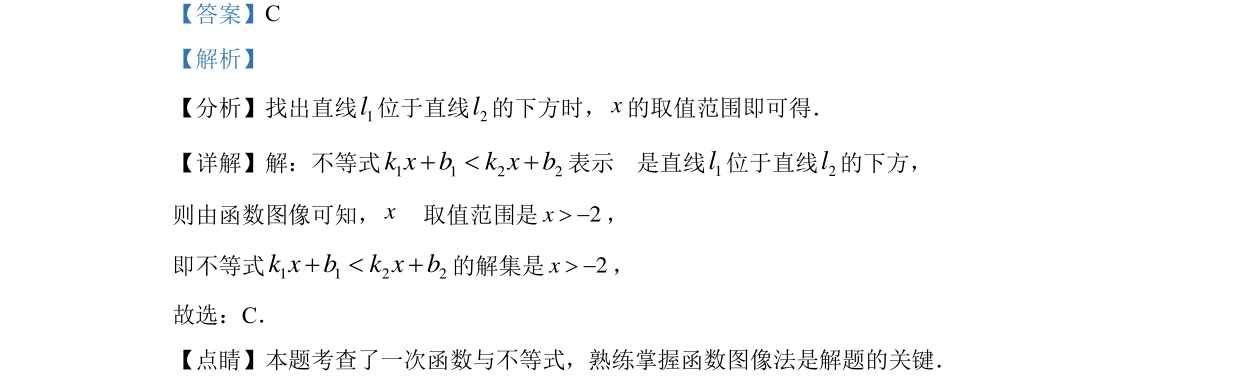 【答案】C
【解析】
【分析】找出直线l₁位于直线l₂的下方时，x的取值范围即可得．
【详解】解：不等式k₁x+b₁<k₂x+b₂表示　是直线l₁位于直线l₂的下方，
则由函数图像可知，x　取值范围是x>−2，
即不等式k₁x+b₁<k₂x+b₂的解集是x>−2，
故选：C．
【点睛】本题考查了一次函数与不等式，熟练掌握函数图像法是解题的关键．